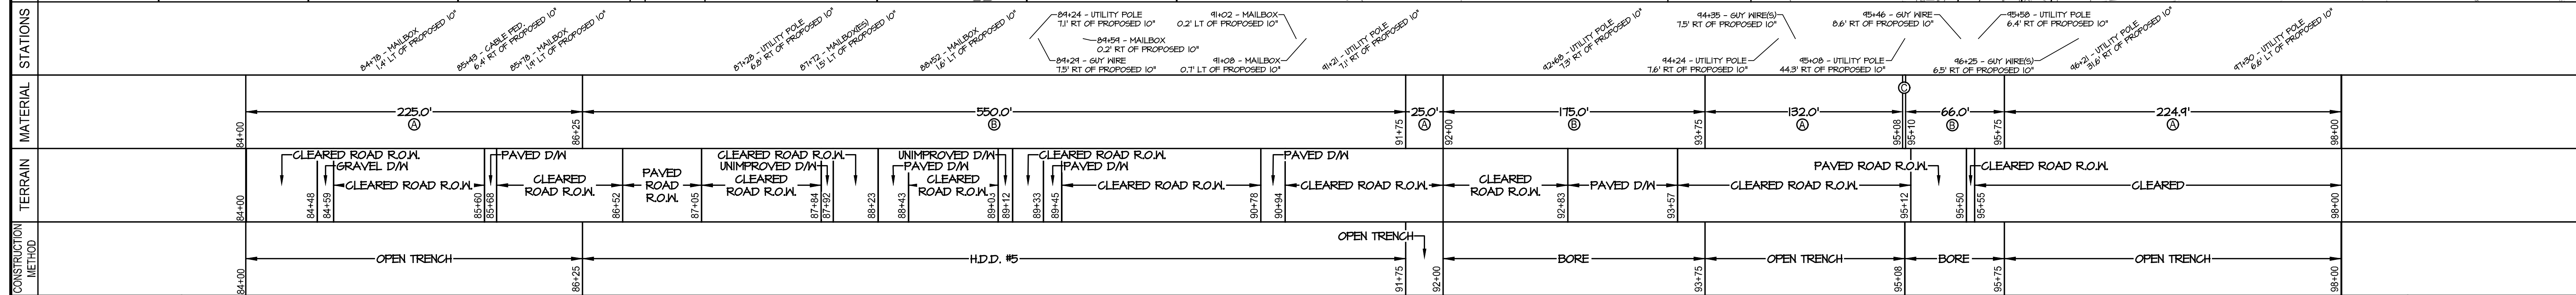 STATIONS
84+78 - MAILBOX
1.4' LT OF PROPOSED 10"
85+43 - CABLE PED.
6.4' RT OF PROPOSED 10"
85+78 - MAILBOX
1.9' LT OF PROPOSED 10"
87+28 - UTILITY POLE
6.8' RT OF PROPOSED 10"
87+72 - MAILBOX(ES)
1.5' LT OF PROPOSED 10"
88+52 - MAILBOX
1.6' LT OF PROPOSED 10"
89+24 - UTILITY POLE
7.1' RT OF PROPOSED 10"
89+59 - MAILBOX
0.2' RT OF PROPOSED 10"
89+29 - GUY WIRE
7.5' RT OF PROPOSED 10"
91+02 - MAILBOX
0.2' LT OF PROPOSED 10"
91+08 - MAILBOX
0.7' LT OF PROPOSED 10"
91+21 - UTILITY POLE
7.1' RT OF PROPOSED 10"
92+68 - UTILITY POLE
7.3' RT OF PROPOSED 10"
94+35 - GUY WIRE(S)
7.5' RT OF PROPOSED 10"
94+24 - UTILITY POLE
7.6' RT OF PROPOSED 10"
95+46 - GUY WIRE
8.6' RT OF PROPOSED 10"
95+08 - UTILITY POLE
44.3' RT OF PROPOSED 10"
95+58 - UTILITY POLE
6.4' RT OF PROPOSED 10"
96+25 - GUY WIRE(S)
6.5' RT OF PROPOSED 10"
96+21 - UTILITY POLE
31.6' RT OF PROPOSED 10"
97+30 - UTILITY POLE
6.6' LT OF PROPOSED 10"
MATERIAL
84+00
225.0'
A
86+25
550.0'
B
91+75
25.0'
A
92+00
175.0'
B
93+75
132.0'
A
95+08
C
95+10
66.0'
B
95+75
224.9'
A
98+00
TERRAIN
84+00
CLEARED ROAD R.O.W.
84+48
GRAVEL D/W
84+59
CLEARED ROAD R.O.W.
85+60
PAVED D/W
85+68
CLEARED
ROAD R.O.W.
86+52
PAVED
ROAD
R.O.W.
87+05
CLEARED
ROAD R.O.W.
87+84
UNIMPROVED D/W
87+92
CLEARED ROAD R.O.W.
88+23
88+43
PAVED D/W
CLEARED
ROAD R.O.W.
89+03
UNIMPROVED D/W
89+12
CLEARED ROAD R.O.W.
89+33
PAVED D/W
89+45
CLEARED ROAD R.O.W.
90+78
PAVED D/W
90+94
CLEARED ROAD R.O.W.
CLEARED
ROAD R.O.W.
92+83
PAVED D/W
93+57
CLEARED ROAD R.O.W.
95+12
PAVED ROAD R.O.W.
95+50
CLEARED ROAD R.O.W.
95+55
CLEARED
98+00
CONSTRUCTION
METHOD
84+00
OPEN TRENCH
86+25
H.D.D. #5
91+75
OPEN TRENCH
92+00
BORE
93+75
OPEN TRENCH
95+08
BORE
95+75
OPEN TRENCH
98+00